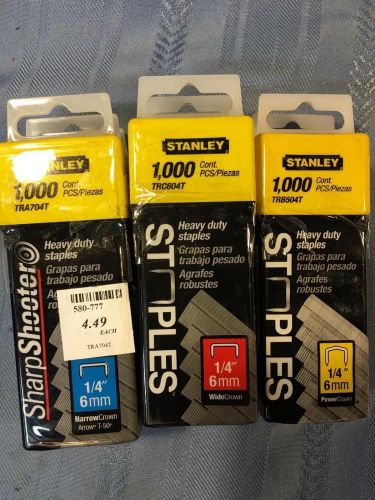 STANLEY
1,000 Cont.
PCS/Piezas
TRA704T
SharpShooter
Heavy duty
staples
Grapas para
trabajo pesado
Agrafes
robustes
580-777
4.49
EACH
TRA704T
1/4"
6mm
NarrowCrown
Arrow® T-50®
STANLEY
1,000 Cont.
PCS/Piezas
TRC604T
STAPLES
Heavy duty
staples
Grapas para
trabajo pesado
Agrafes
robustes
1/4"
6mm
WideCrown
STANLEY
1,000 Cont.
PCS/Piezas
TRB504T
STAPLES
Heavy duty
staples
Grapas para
trabajo pesado
Agrafes
robustes
1/4"
6mm
PowerCrown